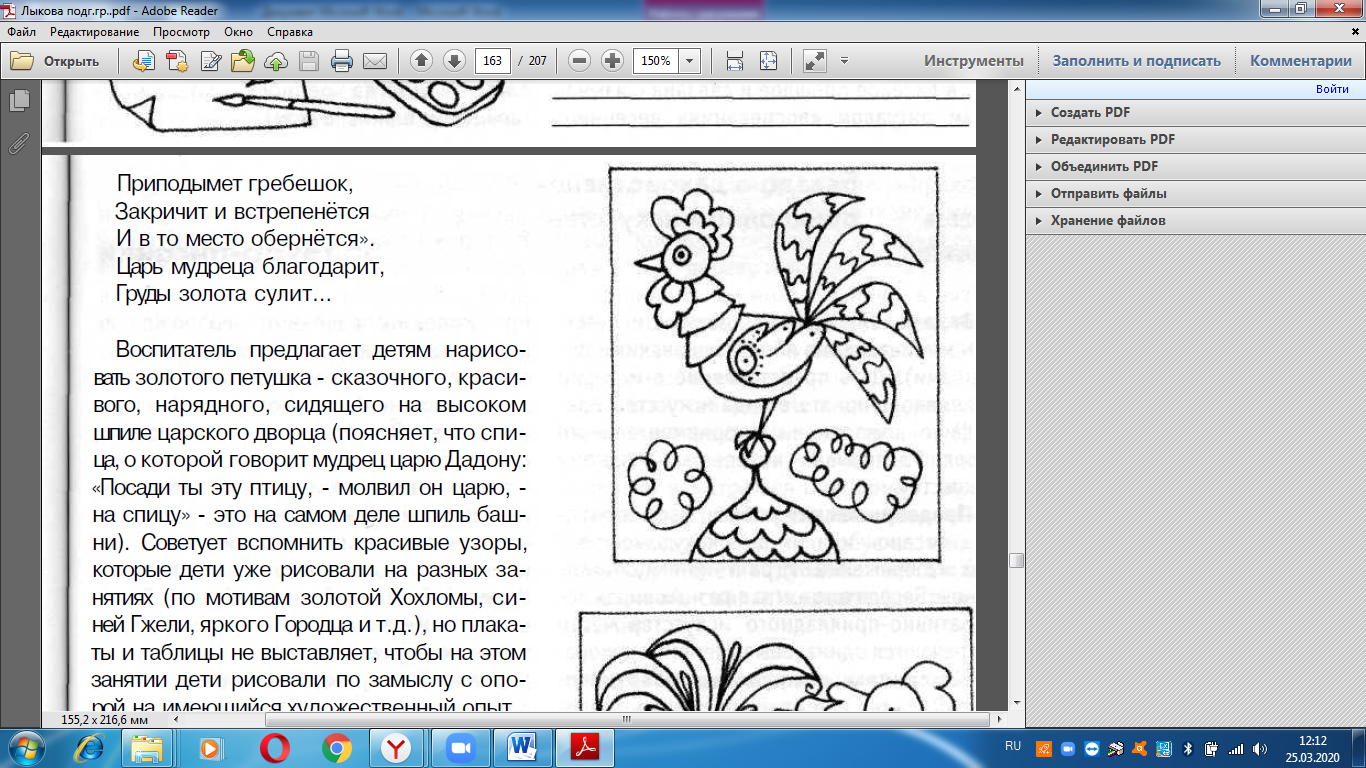 Лыкова подг.гр..pdf - Adobe Reader
Файл Редактирование Просмотр Окно Справка
Открыть 163 / 207 150% Инструменты Заполнить и подписать Комментарии
Войти
Создать PDF
Редактировать PDF
Объединить PDF
Отправить файлы
Хранение файлов
Приподымет гребешок,
Закричит и встрепенётся
И в то место обернётся».
Царь мудреца благодарит,
Груды золота сулит...
Воспитатель предлагает детям нарисо-
вать золотого петушка - сказочного, краси-
вого, нарядного, сидящего на высоком
шпиле царского дворца (поясняет, что спи-
ца, о которой говорит мудрец царю Дадону:
«Посади ты эту птицу, - молвил он царю, -
на спицу» - это на самом деле шпиль баш-
ни). Советует вспомнить красивые узоры,
которые дети уже рисовали на разных за-
нятиях (по мотивам золотой Хохломы, си-
ней Гжели, яркого Городца и т.д.), но плака-
ты и таблицы не выставляет, чтобы на этом
занятии дети рисовали по замыслу с опо-
рой на имеющийся художественный опыт.
155,2 x 216,6 мм
RU
12:12
25.03.2020